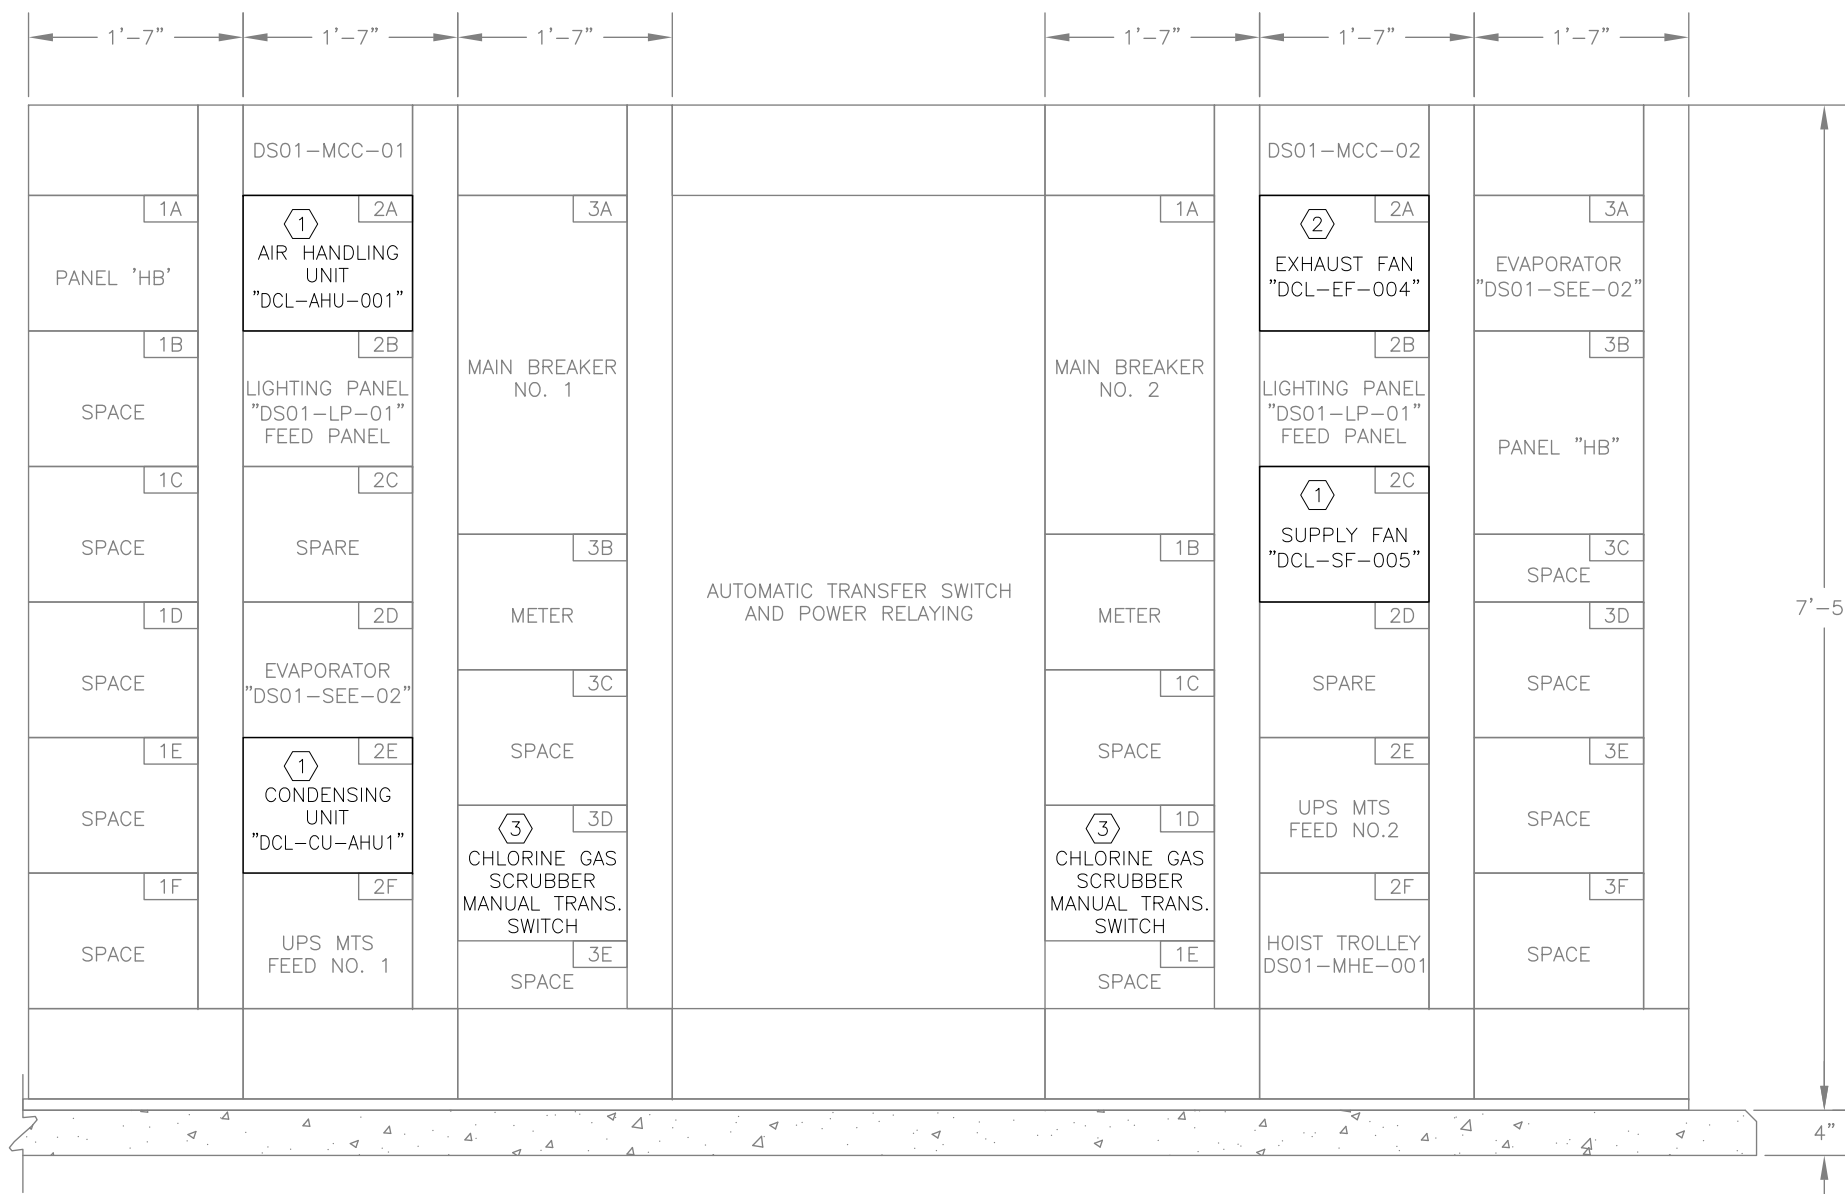 1'-7" 1'-7" 1'-7" 1'-7" 1'-7" 1'-7"
DS01-MCC-01
DS01-MCC-02
1A
PANEL 'HB'
1B
SPACE
1C
SPACE
1D
SPACE
1E
SPACE
1F
SPACE
2A
1
AIR HANDLING
UNIT
"DCL-AHU-001"
2B
LIGHTING PANEL
"DS01-LP-01"
FEED PANEL
2C
SPARE
2D
EVAPORATOR
"DS01-SEE-02"
2E
1
CONDENSING
UNIT
"DCL-CU-AHU1"
2F
UPS MTS
FEED NO. 1
3A
MAIN BREAKER
NO. 1
3B
METER
3C
SPACE
3D
3
CHLORINE GAS
SCRUBBER
MANUAL TRANS.
SWITCH
3E
SPACE
AUTOMATIC TRANSFER SWITCH
AND POWER RELAYING
1A
MAIN BREAKER
NO. 2
1B
METER
1C
SPACE
1D
3
CHLORINE GAS
SCRUBBER
MANUAL TRANS.
SWITCH
1E
SPACE
2A
2
EXHAUST FAN
"DCL-EF-004"
2B
LIGHTING PANEL
"DS01-LP-01"
FEED PANEL
2C
1
SUPPLY FAN
"DCL-SF-005"
2D
SPARE
2E
UPS MTS
FEED NO.2
2F
HOIST TROLLEY
DS01-MHE-001
3A
EVAPORATOR
"DS01-SEE-02"
3B
PANEL "HB"
3C
SPACE
3D
SPACE
3E
SPACE
3F
SPACE
7'-5
4"